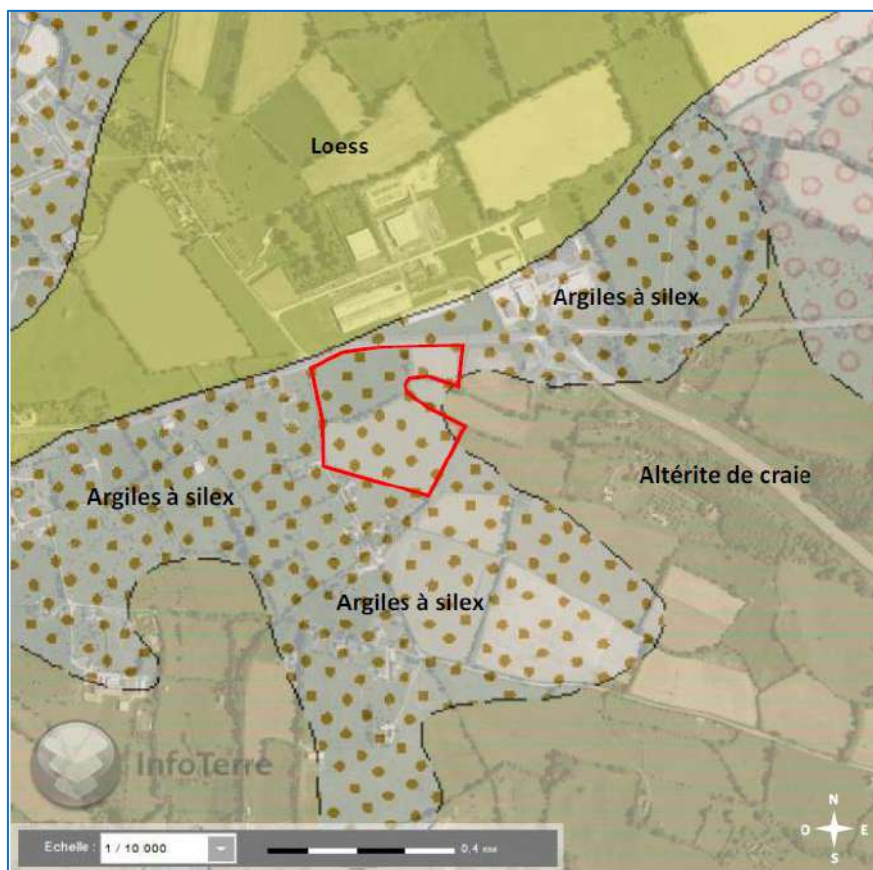 Loess
Argiles à silex
Altérite de craie
Argiles à silex
Argiles à silex
InfoTerre
N
O E
S
Echelle : 1 / 10 000 0.4 km